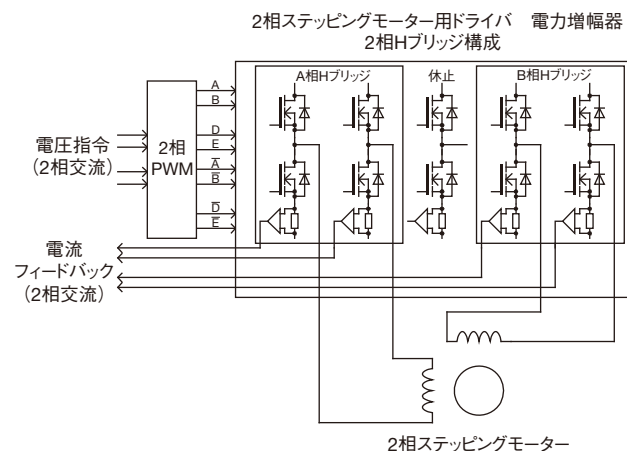 2相ステッピングモーター用ドライバ　電力増幅器
2相Hブリッジ構成
A相Hブリッジ
休止
B相Hブリッジ
A
B
D
E
A̅
B̅
D̅
E̅
2相
PWM
電圧指令
(2相交流)
電流
フィードバック
(2相交流)
2相ステッピングモーター